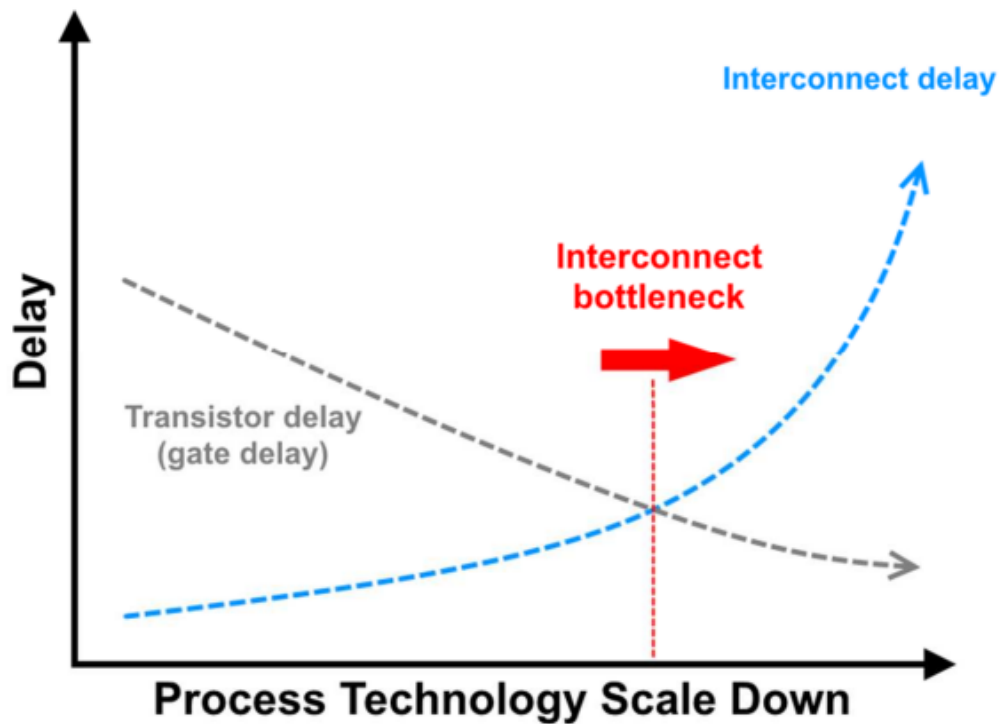 Interconnect delay
Interconnect
bottleneck
Delay
Transistor delay
(gate delay)
Process Technology Scale Down